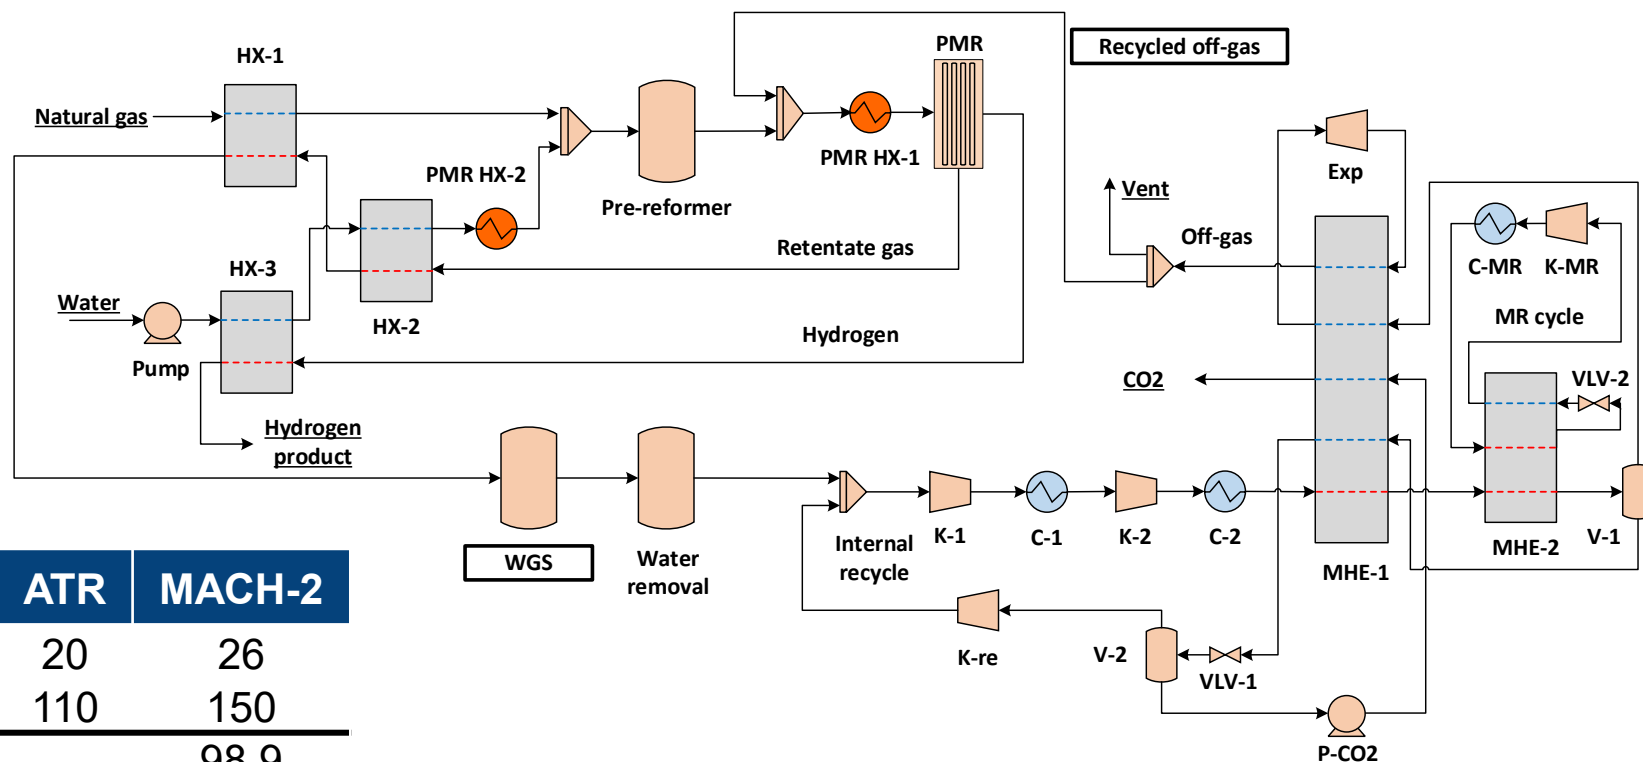 HX-1
PMR
Recycled off-gas
Natural gas
PMR HX-1
PMR HX-2
Pre-reformer
Exp
Vent
Off-gas
C-MR
K-MR
Retentate gas
HX-3
HX-2
Water
Pump
Hydrogen
MR cycle
CO2
VLV-2
Hydrogen
product
WGS
Water
removal
Internal
recycle
K-1
C-1
K-2
C-2
MHE-1
MHE-2
V-1
K-re
V-2
VLV-1
P-CO2
ATR
MACH-2
20
26
110
150
98.9